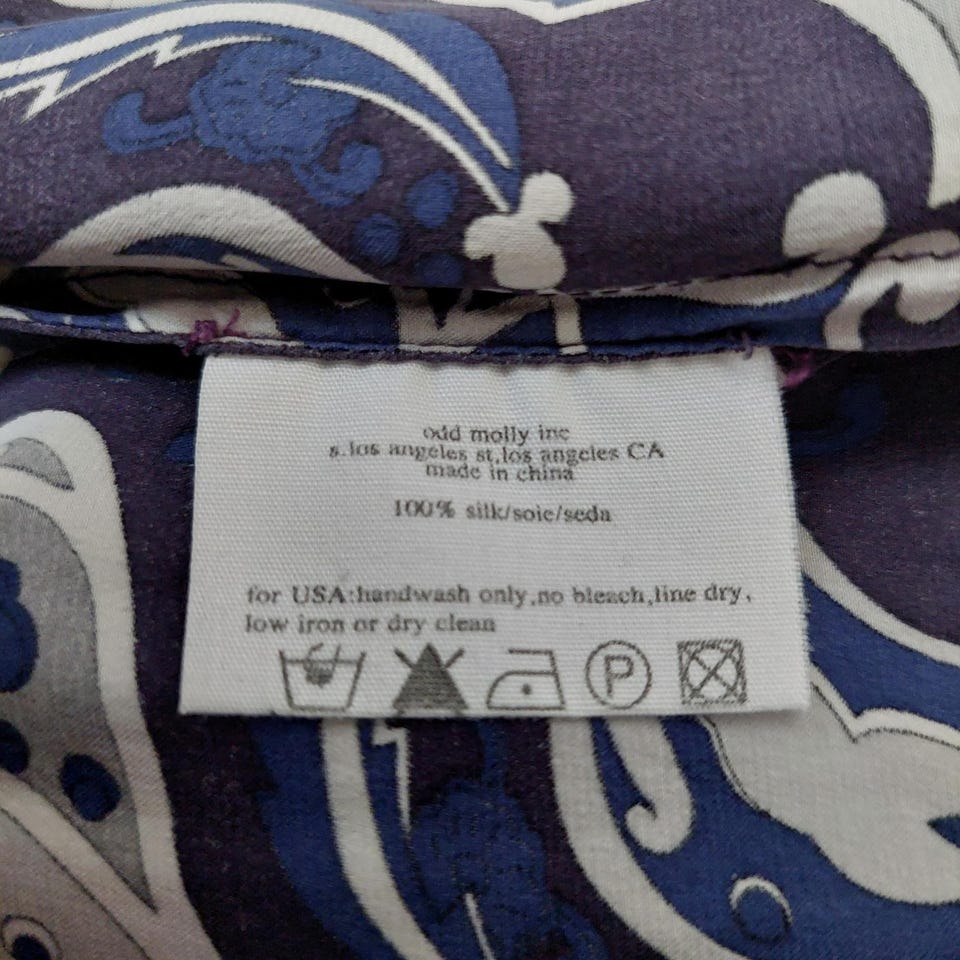 odd molly inc
s.los angeles st,los angeles CA
made in china
100% silk/soie/seda
for USA:handwash only,no bleach,line dry,
low iron or dry clean
P